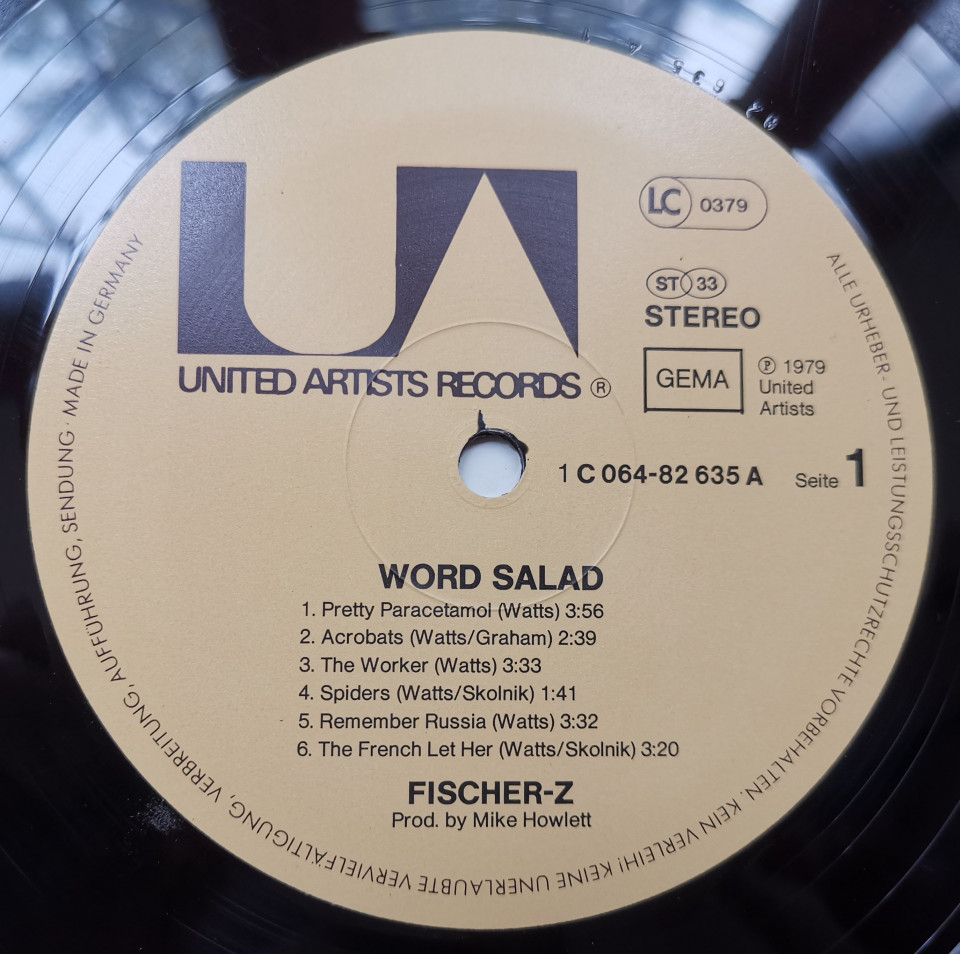 UA
UNITED ARTISTS RECORDS ®
LC 0379
ST 33
STEREO
GEMA
Ⓟ 1979
United
Artists
1 C 064-82 635 A
Seite 1
WORD SALAD
1. Pretty Paracetamol (Watts) 3:56
2. Acrobats (Watts/Graham) 2:39
3. The Worker (Watts) 3:33
4. Spiders (Watts/Skolnik) 1:41
5. Remember Russia (Watts) 3:32
6. The French Let Her (Watts/Skolnik) 3:20
FISCHER-Z
Prod. by Mike Howlett
ALLE URHEBER- UND LEISTUNGSSCHUTZRECHTE VORBEHALTEN. KEIN VERLEIH! KEINE UNERLAUBTE VERVIELFÄLTIGUNG, VERBREITUNG, AUFFÜHRUNG, SENDUNG · MADE IN GERMANY